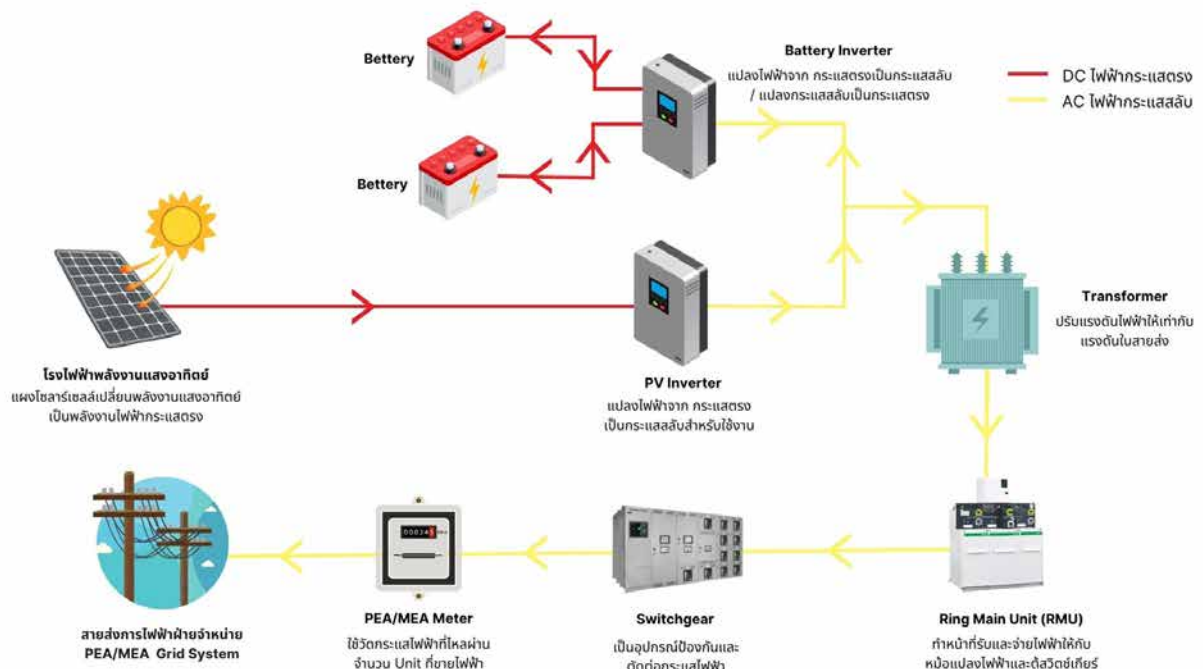 Bettery
Battery Inverter
แปลงไฟฟ้าจาก กระแสตรงเป็นกระแสสลับ
/ แปลงกระแสสลับเป็นกระแสตรง
DC ไฟฟ้ากระแสตรง
AC ไฟฟ้ากระแสสลับ
Bettery
โรงไฟฟ้าพลังงานแสงอาทิตย์
แผงโซลาร์เซลล์เปลี่ยนพลังงานแสงอาทิตย์
เป็นพลังงานไฟฟ้ากระแสตรง
PV Inverter
แปลงไฟฟ้าจาก กระแสตรง
เป็นกระแสสลับสำหรับใช้งาน
Transformer
ปรับแรงดันไฟฟ้าให้เท่ากับ
แรงดันในสายส่ง
สายส่งการไฟฟ้าฝ่ายจำหน่าย
PEA/MEA Grid System
PEA/MEA Meter
ใช้วัดกระแสไฟฟ้าที่ไหลผ่าน
จำนวน Unit ที่ขายไฟฟ้า
Switchgear
เป็นอุปกรณ์ป้องกันและ
ตัดต่อกระแสไฟฟ้า
Ring Main Unit (RMU)
ทำหน้าที่รับและจ่ายไฟฟ้าให้กับ
หม้อแปลงไฟฟ้าและตู้สวิตช์เกียร์